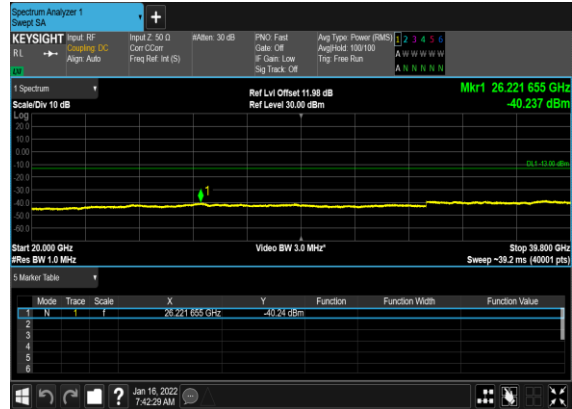 Spectrum Analyzer 1
Swept SA
+
KEYSIGHT Input: RF Input Z: 50 Ω #Atten: 30 dB PNO: Fast Avg Type: Power (RMS) 1 2 3 4 5 6
RL Coupling: DC Corr CCorr Gate: Off Avg|Hold: 100/100 A W W W W W
Align: Auto Freq Ref: Int (S) IF Gain: Low Trig: Free Run
Sig Track: Off A N N N N N
1 Spectrum Ref Lvl Offset 11.98 dB Mkr1 26.221 655 GHz
Scale/Div 10 dB Ref Level 30.00 dBm -40.237 dBm
Log
20.0
10.0
0.00
-10.0 DL1 -13.00 dBm
-20.0
-30.0 1
-40.0
-50.0
-60.0
Start 20.000 GHz Video BW 3.0 MHz* Stop 39.800 GHz
#Res BW 1.0 MHz Sweep ~39.2 ms (40001 pts)
5 Marker Table
Mode Trace Scale X Y Function Function Width Function Value
1 N 1 f 26.221 655 GHz -40.24 dBm
2
3
4
5
6
? Jan 16, 2022
7:42:29 AM